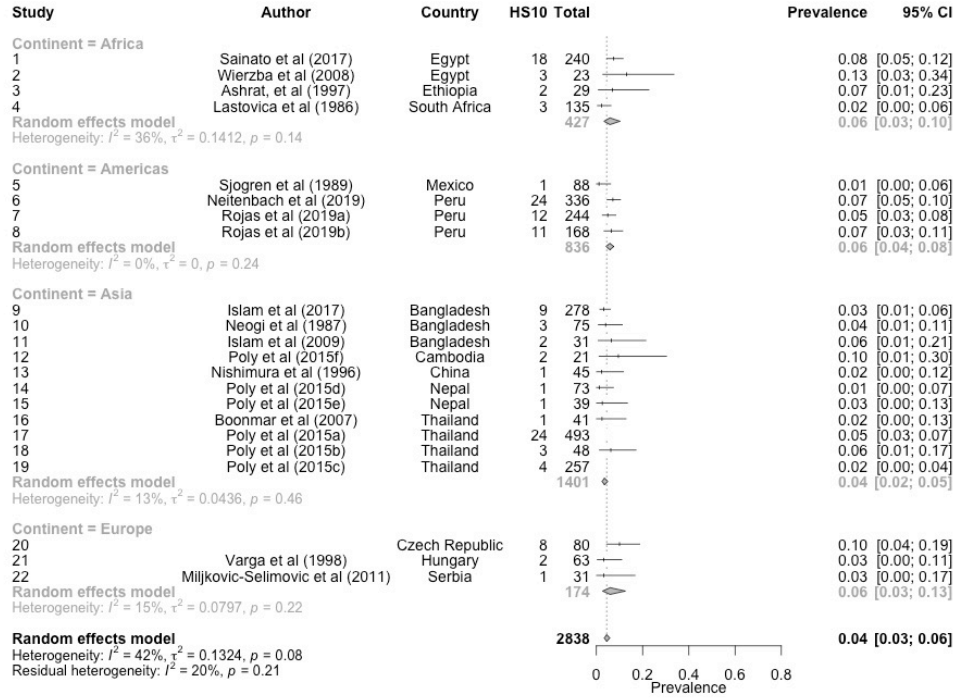 Study Author Country HS10 Total Prevalence 95% CI
Continent = Africa
1 Sainato et al (2017) Egypt 18 240 0.08 [0.05; 0.12]
2 Wierzba et al (2008) Egypt 3 23 0.13 [0.03; 0.34]
3 Ashrat, et al (1997) Ethiopia 2 29 0.07 [0.01; 0.23]
4 Lastovica et al (1986) South Africa 3 135 0.02 [0.00; 0.06]
Random effects model 427 0.06 [0.03; 0.10]
Heterogeneity: I² = 36%, τ² = 0.1412, p = 0.14
Continent = Americas
5 Sjogren et al (1989) Mexico 1 88 0.01 [0.00; 0.06]
6 Neitenbach et al (2019) Peru 24 336 0.07 [0.05; 0.10]
7 Rojas et al (2019a) Peru 12 244 0.05 [0.03; 0.08]
8 Rojas et al (2019b) Peru 11 168 0.07 [0.03; 0.11]
Random effects model 836 0.06 [0.04; 0.08]
Heterogeneity: I² = 0%, τ² = 0, p = 0.24
Continent = Asia
9 Islam et al (2017) Bangladesh 9 278 0.03 [0.01; 0.06]
10 Neogi et al (1987) Bangladesh 3 75 0.04 [0.01; 0.11]
11 Islam et al (2009) Bangladesh 2 31 0.06 [0.01; 0.21]
12 Poly et al (2015f) Cambodia 2 21 0.10 [0.01; 0.30]
13 Nishimura et al (1996) China 1 45 0.02 [0.00; 0.12]
14 Poly et al (2015d) Nepal 1 73 0.01 [0.00; 0.07]
15 Poly et al (2015e) Nepal 1 39 0.03 [0.00; 0.13]
16 Boonmar et al (2007) Thailand 1 41 0.02 [0.00; 0.13]
17 Poly et al (2015a) Thailand 24 493 0.05 [0.03; 0.07]
18 Poly et al (2015b) Thailand 3 48 0.06 [0.01; 0.17]
19 Poly et al (2015c) Thailand 4 257 0.02 [0.00; 0.04]
Random effects model 1401 0.04 [0.02; 0.05]
Heterogeneity: I² = 13%, τ² = 0.0436, p = 0.46
Continent = Europe
20 Czech Republic 8 80 0.10 [0.04; 0.19]
21 Varga et al (1998) Hungary 2 63 0.03 [0.00; 0.11]
22 Miljkovic-Selimovic et al (2011) Serbia 1 31 0.03 [0.00; 0.17]
Random effects model 174 0.06 [0.03; 0.13]
Heterogeneity: I² = 15%, τ² = 0.0797, p = 0.22
Random effects model 2838 0.04 [0.03; 0.06]
Heterogeneity: I² = 42%, τ² = 0.1324, p = 0.08
Residual heterogeneity: I² = 20%, p = 0.21
0 0.2 0.4 0.6 0.8
Prevalence